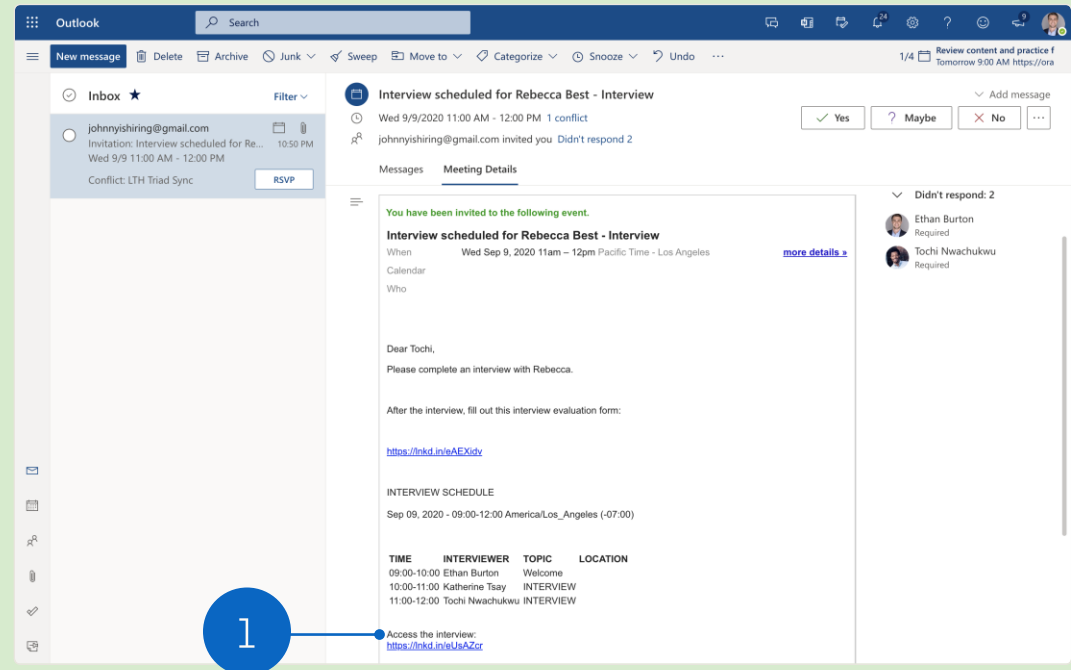 Outlook
Search
24
9
New message Delete Archive Junk Sweep Move to Categorize Snooze Undo ...
1/4 Review content and practice f
Tomorrow 9:00 AM https://ora
Inbox ★ Filter
johnnyishiring@gmail.com
Invitation: Interview scheduled for Re... 10:50 PM
Wed 9/9 11:00 AM - 12:00 PM
Conflict: LTH Triad Sync RSVP
Interview scheduled for Rebecca Best - Interview
Add message
Wed 9/9/2020 11:00 AM - 12:00 PM 1 conflict
Yes ? Maybe No ...
johnnyishiring@gmail.com invited you Didn't respond 2
Messages Meeting Details
You have been invited to the following event.
Interview scheduled for Rebecca Best - Interview
When Wed Sep 9, 2020 11am – 12pm Pacific Time - Los Angeles more details »
Calendar
Who
Dear Tochi,
Please complete an interview with Rebecca.
After the interview, fill out this interview evaluation form:
https://lnkd.in/eAEXidv
INTERVIEW SCHEDULE
Sep 09, 2020 - 09:00-12:00 America/Los_Angeles (-07:00)
TIME INTERVIEWER TOPIC LOCATION
09:00-10:00 Ethan Burton Welcome
10:00-11:00 Katherine Tsay INTERVIEW
11:00-12:00 Tochi Nwachukwu INTERVIEW
Access the interview:
https://lnkd.in/eUsAZcr
1
Didn't respond: 2
Ethan Burton
Required
Tochi Nwachukwu
Required